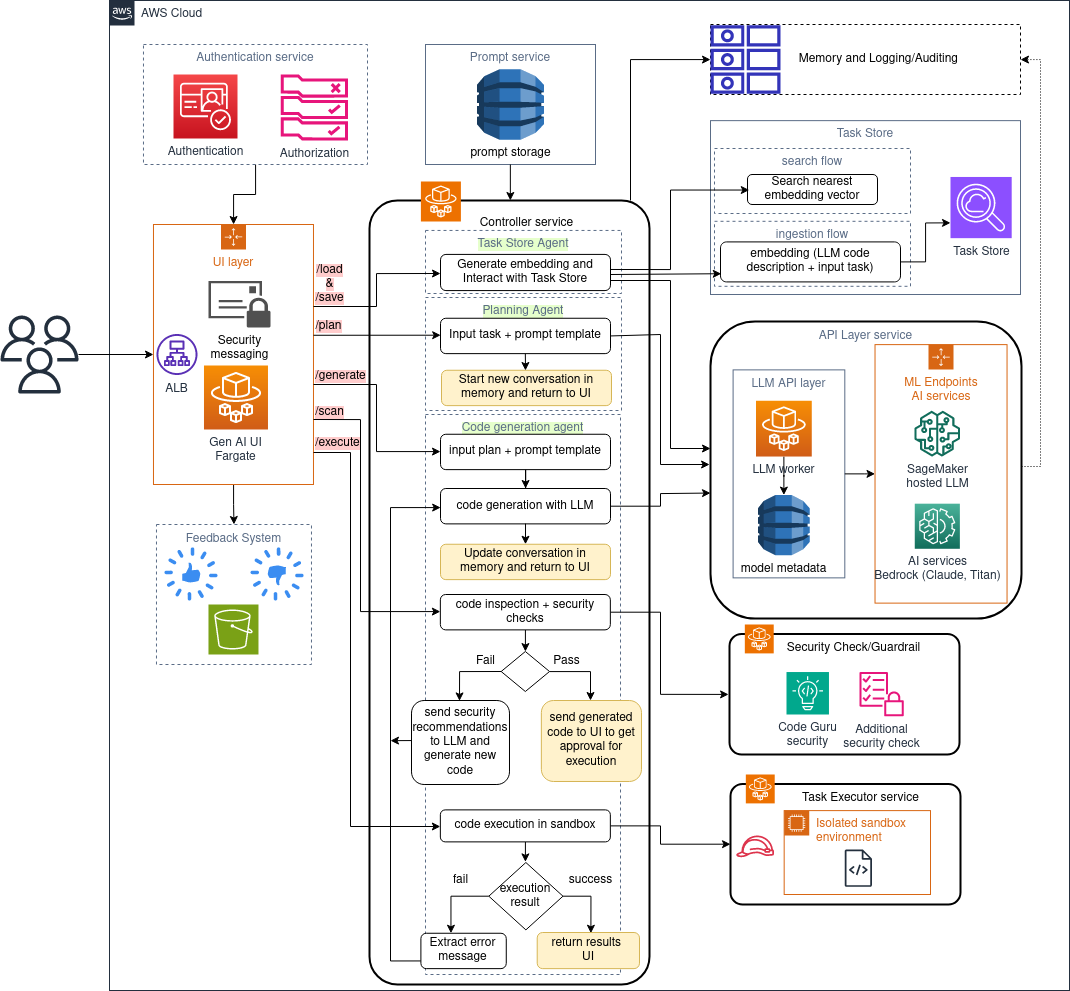 aws
AWS Cloud
Authentication service
Authentication
Authorization
Prompt service
prompt storage
Memory and Logging/Auditing
Task Store
search flow
Search nearest
embedding vector
ingestion flow
embedding (LLM code
description + input task)
Task Store
UI layer
Security
messaging
ALB
Gen AI UI
Fargate
/load
&
/save
/plan
/generate
/scan
/execute
Feedback System
Controller service
Task Store Agent
Generate embedding and
Interact with Task Store
Planning Agent
Input task + prompt template
Start new conversation in
memory and return to UI
Code generation agent
input plan + prompt template
code generation with LLM
Update conversation in
memory and return to UI
code inspection + security
checks
Fail
Pass
send security
recommendations
to LLM and
generate new
code
send generated
code to UI to get
approval for
execution
code execution in sandbox
fail
success
execution
result
Extract error
message
return results
UI
API Layer service
LLM API layer
LLM worker
model metadata
ML Endpoints
AI services
SageMaker
hosted LLM
AI services
Bedrock (Claude, Titan)
Security Check/Guardrail
Code Guru
security
Additional
security check
Task Executor service
Isolated sandbox
environment
</>